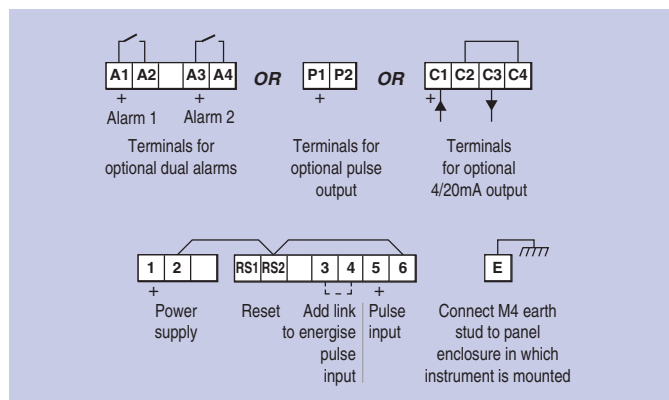 A1 A2 A3 A4 OR P1 P2 OR C1 C2 C3 C4
+ + + +
Alarm 1 Alarm 2
Terminals for
optional dual alarms
Terminals for
optional pulse
output
Terminals
for optional
4/20mA output
1 2 RS1 RS2 3 4 5 6 E
+ +
Power
supply
Reset
Add link
to energise
pulse
input
Pulse
input
Connect M4 earth
stud to panel
enclosure in which
instrument is mounted